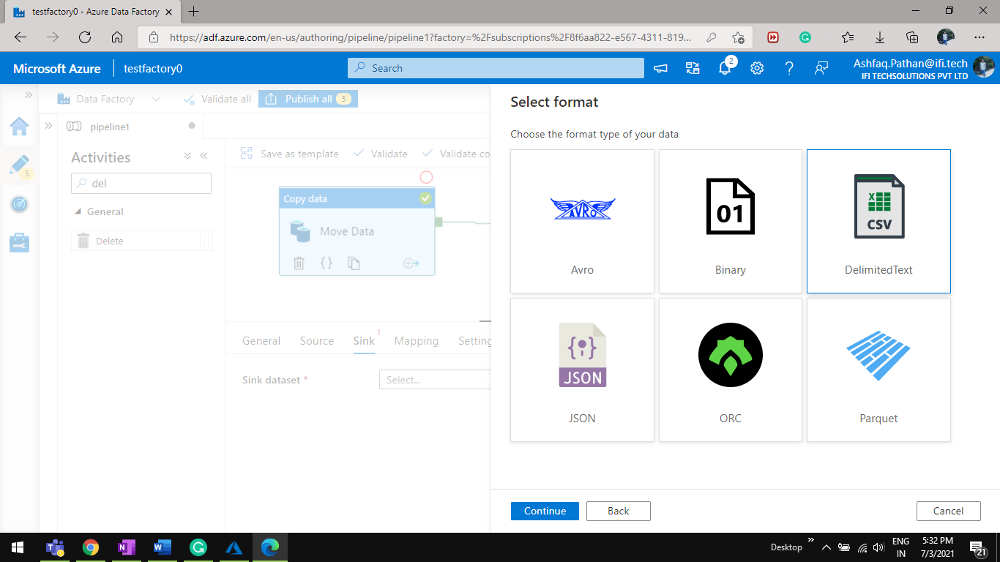 testfactory0 - Azure Data Factory
https://adf.azure.com/en-us/authoring/pipeline/pipeline1?factory=%2Fsubscriptions%2F8f6aa822-e567-4311-819...
Microsoft Azure
testfactory0
Search
2
Ashfaq.Pathan@ifi.tech
IFI TECHSOLUTIONS PVT LTD
Data Factory
Validate all
Publish all
5
pipeline1
5
Activities
del
General
Delete
Save as template
Validate
Validate co
Copy data
Move Data
General
Source
Sink
1
Mapping
Setting
Sink dataset *
Select...
Select format
Choose the format type of your data
AVRO
Avro
01
Binary
X
CSV
DelimitedText
JSON
JSON
ORC
Parquet
Continue
Back
Cancel
Desktop
ENG
IN
5:32 PM
7/3/2021
21